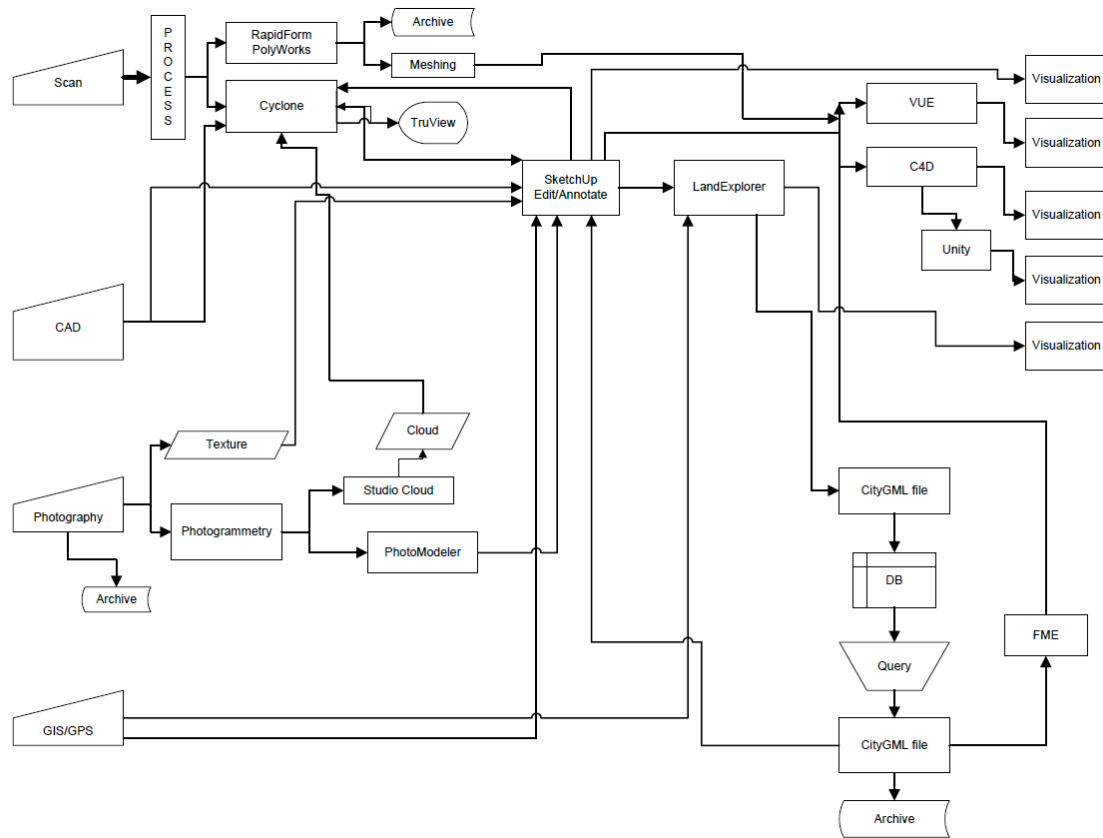 Scan
P
R
O
C
E
S
S
RapidForm
PolyWorks
Archive
Meshing
Cyclone
TruView
SketchUp
Edit/Annotate
LandExplorer
VUE
C4D
Unity
Visualization
Visualization
Visualization
Visualization
Visualization
CAD
Texture
Cloud
Studio Cloud
Photography
Photogrammetry
PhotoModeler
Archive
GIS/GPS
CityGML file
DB
Query
CityGML file
FME
Archive